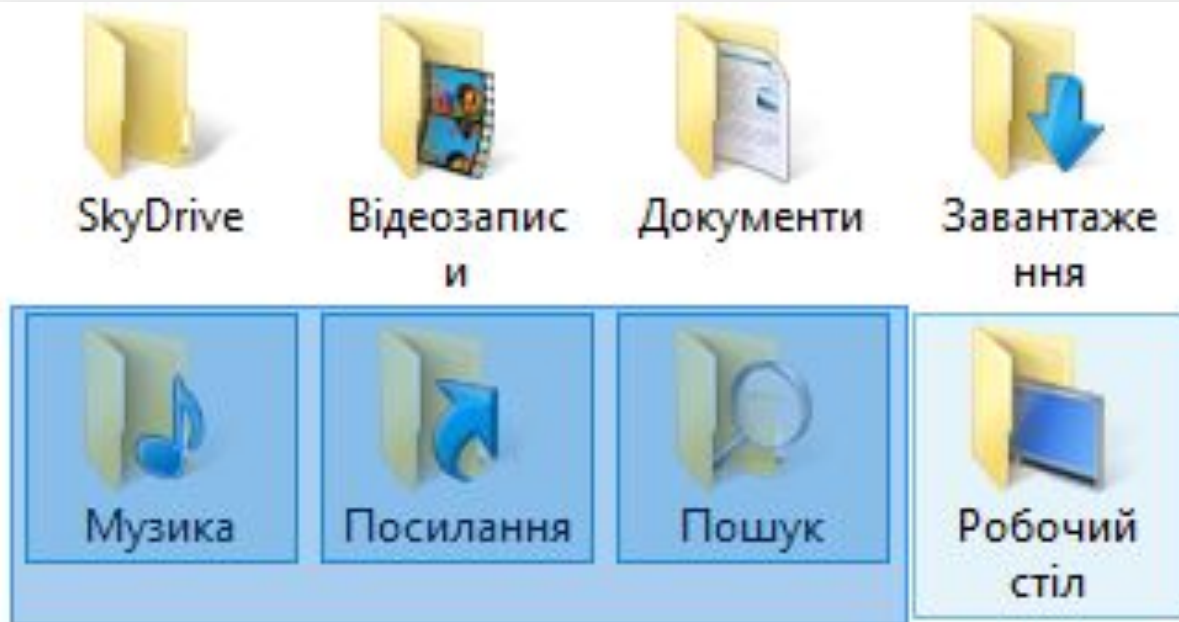 SkyDrive
Відеозапис
и
Документи
Завантаже
ння
Музика
Посилання
Пошук
Робочий
стіл